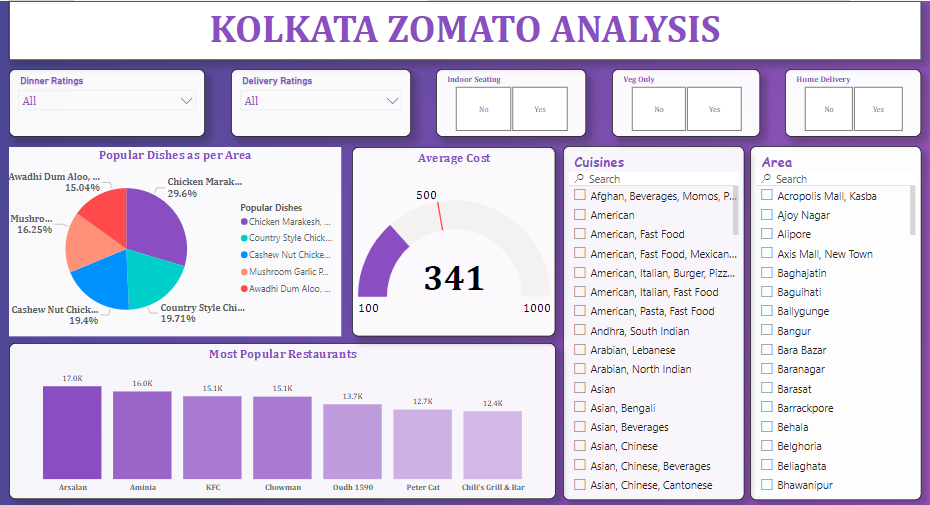 KOLKATA ZOMATO ANALYSIS
Dinner Ratings
All
Delivery Ratings
All
Indoor Seating
No
Yes
Veg Only
No
Yes
Home Delivery
No
Yes
Popular Dishes as per Area
Awadhi Dum Aloo, ...
15.04%
Chicken Marak...
29.6%
Mushro...
16.25%
Cashew Nut Chick...
19.4%
Country Style Chi...
19.71%
Popular Dishes
Chicken Marakesh, ...
Country Style Chick...
Cashew Nut Chicke...
Mushroom Garlic P...
Awadhi Dum Aloo, ...
Average Cost
500
341
100
1000
Cuisines
Search
Afghan, Beverages, Momos, P...
American
American, Fast Food
American, Fast Food, Mexican...
American, Italian, Burger, Pizz...
American, Italian, Fast Food
American, Pasta, Fast Food
Andhra, South Indian
Arabian, Lebanese
Arabian, North Indian
Asian
Asian, Bengali
Asian, Beverages
Asian, Chinese
Asian, Chinese, Beverages
Asian, Chinese, Cantonese
Area
Search
Acropolis Mall, Kasba
Ajoy Nagar
Alipore
Axis Mall, New Town
Baghajatin
Baguihati
Ballygunge
Bangur
Bara Bazar
Baranagar
Barasat
Barrackpore
Behala
Belghoria
Beliaghata
Bhawanipur
Most Popular Restaurants
17.0K
16.0K
15.1K
15.1K
13.7K
12.7K
12.4K
Arsalan
Aminia
KFC
Chowman
Oudh 1590
Peter Cat
Chili's Grill & Bar